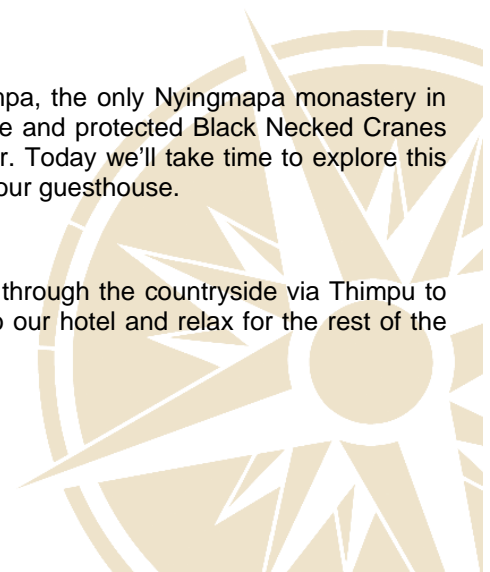 the only Nyingmapa monastery in
and protected Black Necked Cranes
Today we'll take time to explore this
our guesthouse.
through the countryside via Thimpu to
our hotel and relax for the rest of the